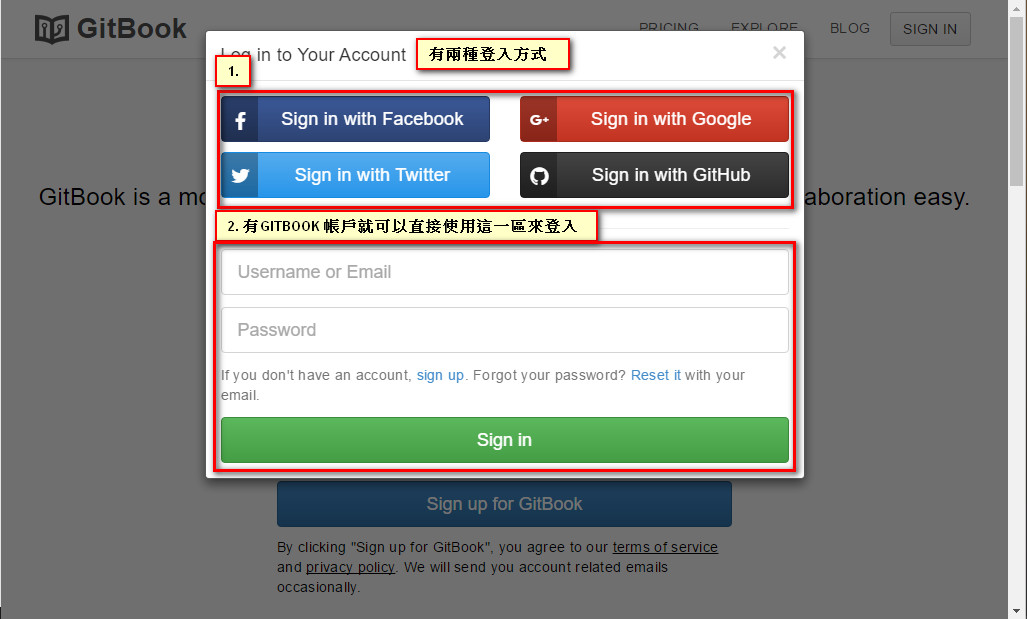 GitBook
PRICING EXPLORE BLOG SIGN IN
Log in to Your Account
有兩種登入方式
×
1.
Sign in with Facebook
Sign in with Google
Sign in with Twitter
Sign in with GitHub
GitBook is a mo
aboration easy.
2. 有GITBOOK 帳戶就可以直接使用這一區來登入
Username or Email
Password
If you don't have an account, sign up. Forgot your password? Reset it with your
email.
Sign in
Sign up for GitBook
By clicking "Sign up for GitBook", you agree to our terms of service
and privacy policy. We will send you account related emails
occasionally.